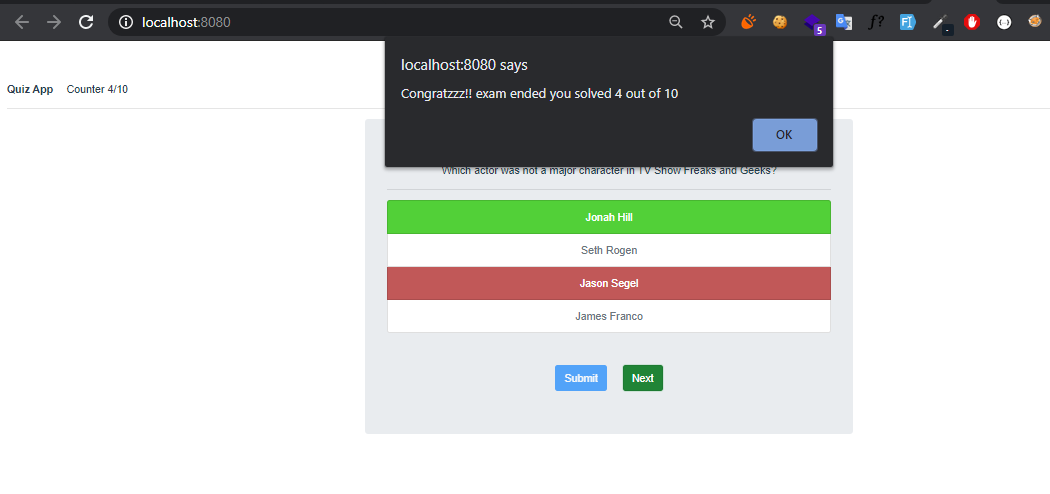 localhost:8080
f?
5
localhost:8080 says
Congratzzz!! exam ended you solved 4 out of 10
OK
Quiz App Counter 4/10
Which actor was not a major character in TV Show Freaks and Geeks?
Jonah Hill
Seth Rogen
Jason Segel
James Franco
Submit Next